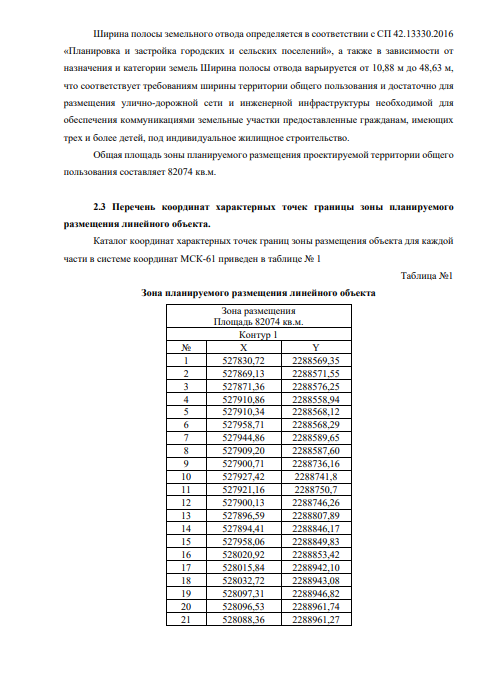 Ширина полосы земельного отвода определяется в соответствии с СП 42.13330.2016
«Планировка и застройка городских и сельских поселений», а также в зависимости от
назначения и категории земель Ширина полосы отвода варьируется от 10,88 м до 48,63 м,
что соответствует требованиям ширины территории общего пользования и достаточно для
размещения улично-дорожной сети и инженерной инфраструктуры необходимой для
обеспечения коммуникациями земельные участки предоставленные гражданам, имеющих
трех и более детей, под индивидуальное жилищное строительство.
Общая площадь зоны планируемого размещения проектируемой территории общего
пользования составляет 82074 кв.м.
2.3 Перечень координат характерных точек границы зоны планируемого
размещения линейного объекта.
Каталог координат характерных точек границ зоны размещения объекта для каждой
части в системе координат МСК-61 приведен в таблице № 1
Таблица №1
Зона планируемого размещения линейного объекта
Зона размещения
Площадь 82074 кв.м.
Контур 1
№ X Y
1 527830,72 2288569,35
2 527869,13 2288571,55
3 527871,36 2288576,25
4 527910,86 2288558,94
5 527910,34 2288568,12
6 527958,71 2288568,29
7 527944,86 2288589,65
8 527909,20 2288587,60
9 527900,71 2288736,16
10 527927,42 2288741,8
11 527921,16 2288750,7
12 527900,13 2288746,26
13 527896,59 2288807,89
14 527894,41 2288846,17
15 527958,06 2288849,83
16 528020,92 2288853,42
17 528015,84 2288942,10
18 528032,72 2288943,08
19 528097,31 2288946,82
20 528096,53 2288961,74
21 528088,36 2288961,27